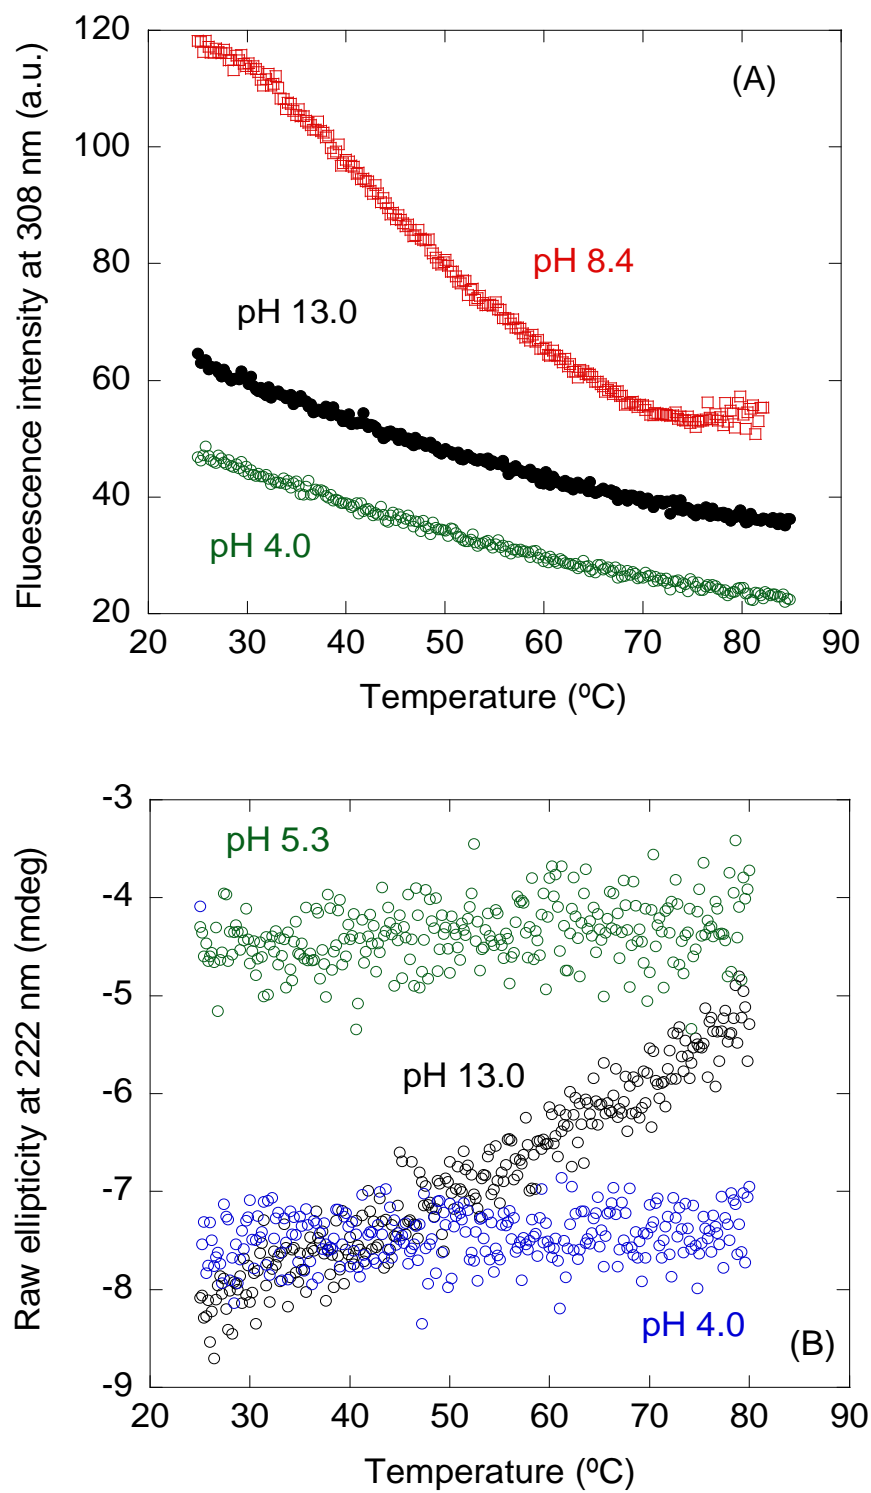 120
(A)
100
Fluoescence intensity at 308 nm (a.u.)
pH 8.4
80
pH 13.0
60
40
pH 4.0
20
20 30 40 50 60 70 80 90
Temperature (ºC)
-3
pH 5.3
-4
Raw ellipticity at 222 nm (mdeg)
-5
pH 13.0
-6
-7
-8
pH 4.0
(B)
-9
20 30 40 50 60 70 80 90
Temperature (ºC)